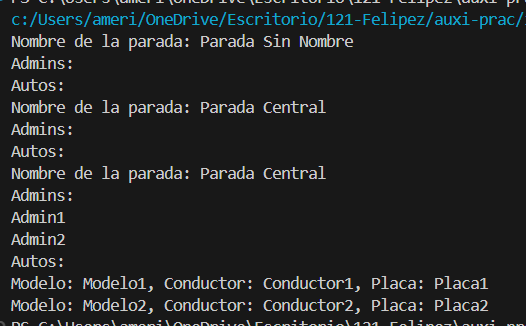 c:/Users/ameri/OneDrive/Escritorio/121-Felipez/auxi-prac/
Nombre de la parada: Parada Sin Nombre
Admins:
Autos:
Nombre de la parada: Parada Central
Admins:
Autos:
Nombre de la parada: Parada Central
Admins:
Admin1
Admin2
Autos:
Modelo: Modelo1, Conductor: Conductor1, Placa: Placa1
Modelo: Modelo2, Conductor: Conductor2, Placa: Placa2